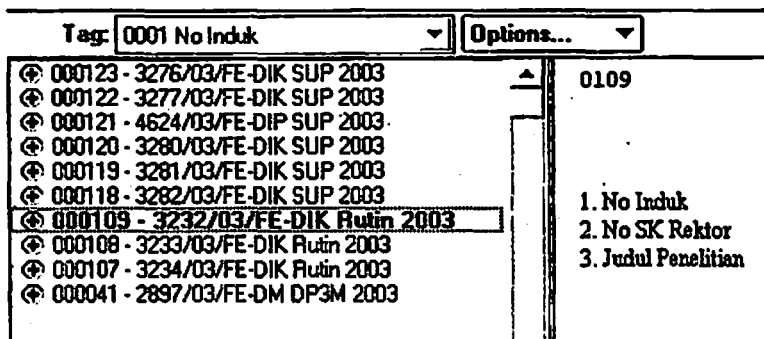 Tag: 0001 No Induk Options...
000123 - 3276/03/FE-DIK SUP 2003
000122 - 3277/03/FE-DIK SUP 2003
000121 - 4624/03/FE-DIP SUP 2003
000120 - 3280/03/FE-DIK SUP 2003
000119 - 3281/03/FE-DIK SUP 2003
000118 - 3282/03/FE-DIK SUP 2003
000109 - 3232/03/FE-DIK Rutin 2003
000108 - 3233/03/FE-DIK Rutin 2003
000107 - 3234/03/FE-DIK Rutin 2003
000041 - 2897/03/FE-DM DP3M 2003
0109
1. No Induk
2. No SK Rektor
3. Judul Penelitian